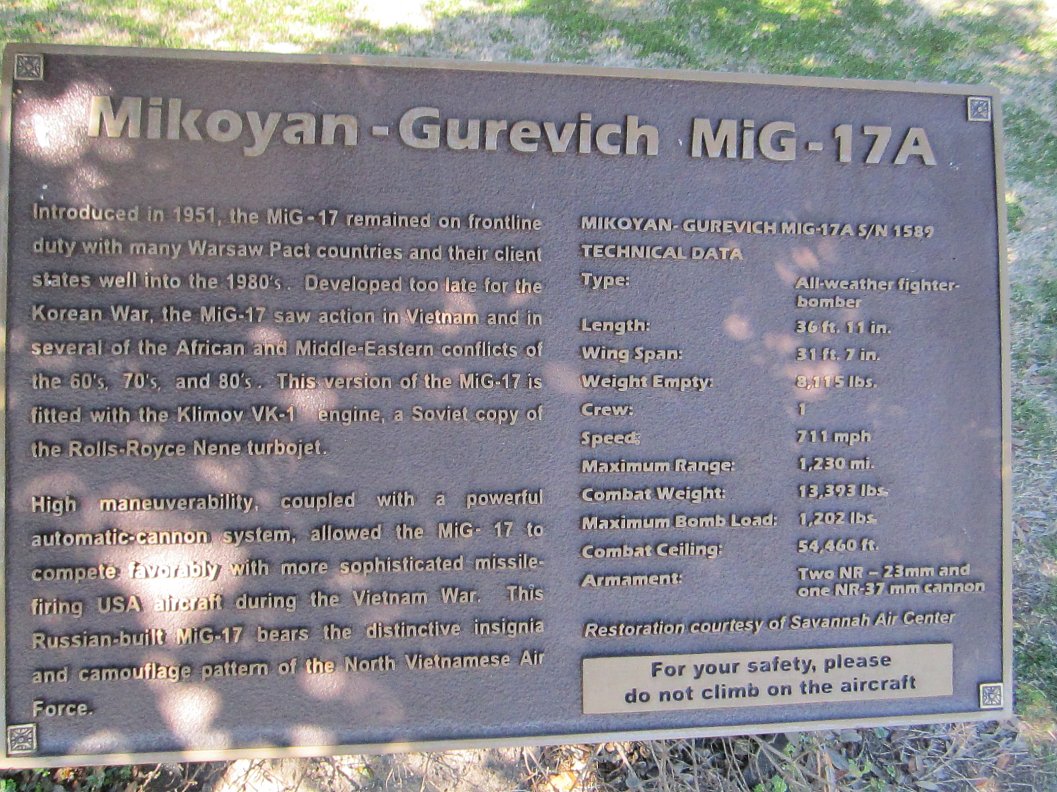 Mikoyan - Gurevich MiG - 17A
Introduced in 1951, the MiG - 17 remained on frontline
duty with many Warsaw Pact countries and their client
states well into the 1980's. Developed too late for the
Korean War, the MiG-17 saw action in Vietnam and in
several of the African and Middle-Eastern conflicts of
the 60's, 70's, and 80's. This version of the MiG-17 is
fitted with the Klimov VK-1 engine, a Soviet copy of
the Rolls-Royce Nene turbojet.
High maneuverability, coupled with a powerful
automatic-cannon system, allowed the MiG- 17 to
compete favorably with more sophisticated missile-
firing USA aircraft during the Vietnam War. This
Russian-built MiG-17 bears the distinctive insignia
and camouflage pattern of the North Vietnamese Air
Force.
MIKOYAN- GUREVICH MIG-17A S/N 1589
TECHNICAL DATA
Type: All-weather fighter-
bomber
Length: 36 ft. 11 in.
Wing Span: 31 ft. 7 in.
Weight Empty: 8,115 lbs.
Crew: 1
Speed: 711 mph
Maximum Range: 1,230 mi.
Combat Weight: 13,393 lbs.
Maximum Bomb Load: 1,202 lbs.
Combat Ceiling: 54,460 ft.
Armament: Two NR – 23mm and
one NR-37 mm cannon
Restoration courtesy of Savannah Air Center
For your safety, please
do not climb on the aircraft